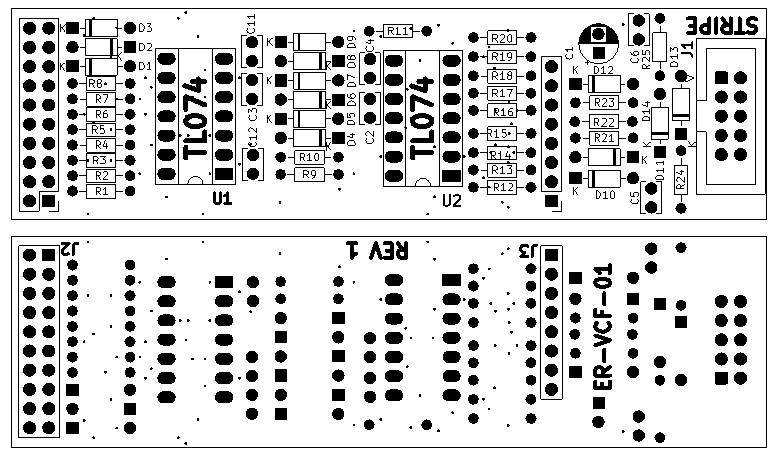 STRIPE
K D3
K D2
K D1
R8
R7
R6
R5
R4
R3
R2
R1
TL074
U1
C11
C3
C12
K D9
D8 K
K D7
D6 K
K D5
D4 K
R10
R9
R11
C4
C2
TL074
U2
R20
R19
R18
R17
R16
R15
R14
R13
R12
C1
K D12
R23
R22
R21
K
K D10
C6
R25
D13
J1
D14
K
K
D11
C5
R24
J2
REV 1
J3
ER-VCF-01